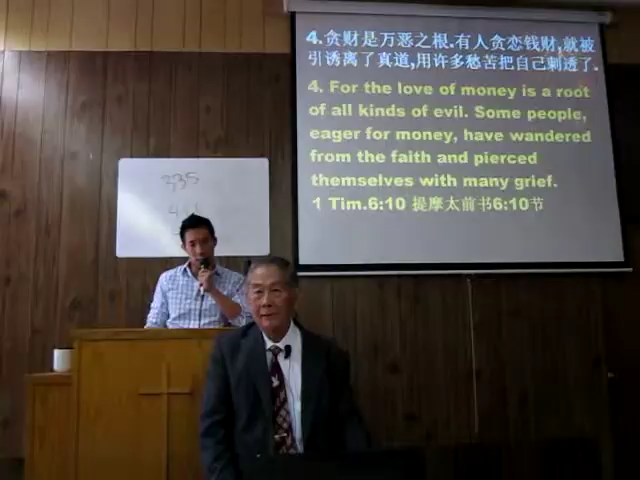 4.贪财是万恶之根.有人贪恋钱财,就被
引诱离了真道,用许多愁苦把自己刺透了.
4. For the love of money is a root
of all kinds of evil. Some people,
eager for money, have wandered
from the faith and pierced
themselves with many grief.
1 Tim.6:10 提摩太前书6:10节
335